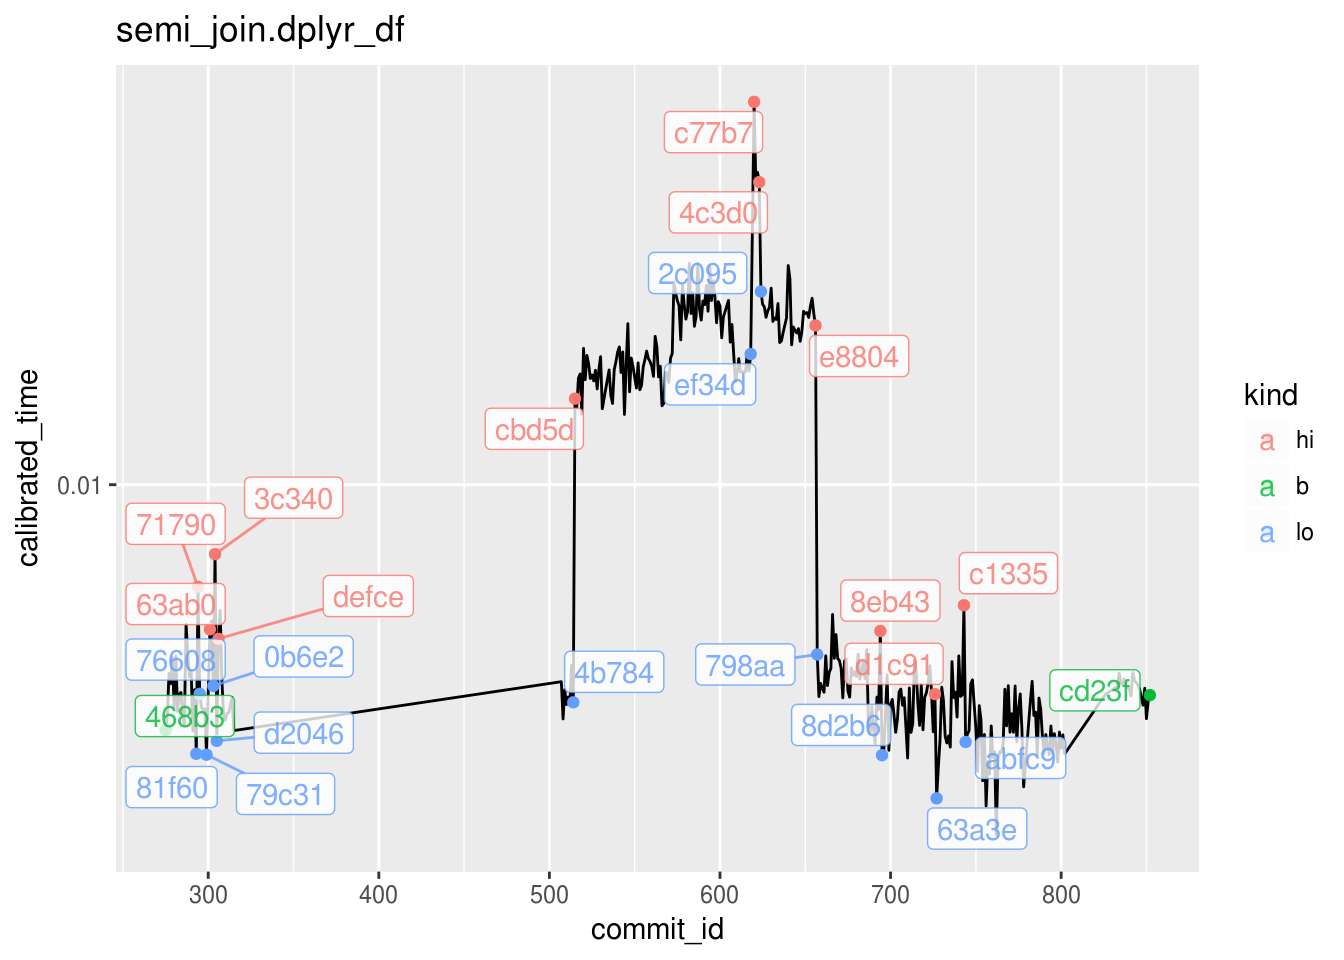 semi_join.dplyr_df
c77b7
4c3d0
2c095
e8804
ef34d
cbd5d
0.01
3c340
71790
c1335
defce
8eb43
63ab0
0b6e2
76608
d1c91
798aa
4b784
cd23f
468b3
8d2b6
d2046
abfc9
81f60
79c31
63a3e
300
400
500
600
700
800
commit_id
calibrated_time
kind
a hi
a b
a lo